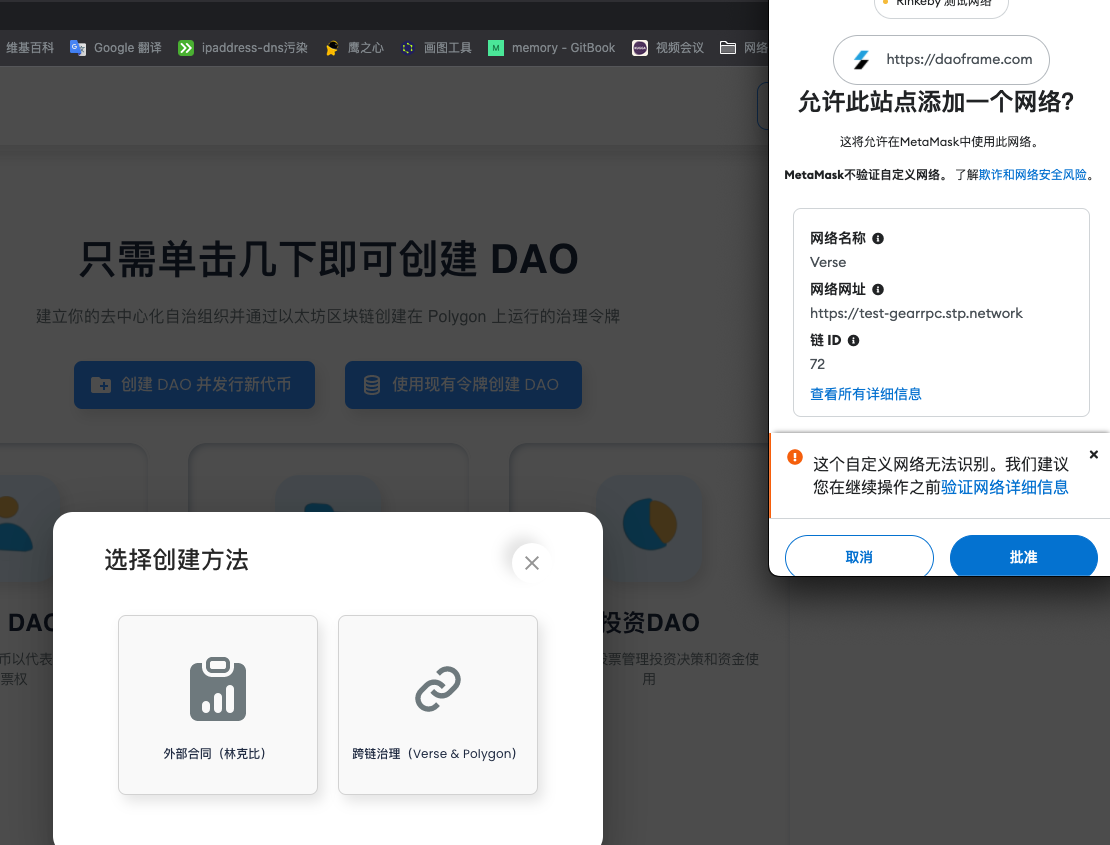 Rinkeby 测试网络
维基百科
Google 翻译
ipaddress-dns污染
鹰之心
画图工具
M
memory - GitBook
视频会议
网络
https://daoframe.com
允许此站点添加一个网络?
这将允许在MetaMask中使用此网络。
MetaMask不验证自定义网络。 了解欺诈和网络安全风险。
网络名称
Verse
网络网址
https://test-gearrpc.stp.network
链 ID
72
查看所有详细信息
这个自定义网络无法识别。我们建议
您在继续操作之前验证网络详细信息
取消
批准
只需单击几下即可创建 DAO
建立你的去中心化自治组织并通过以太坊区块链创建在 Polygon 上运行的治理令牌
创建 DAO 并发行新代币
使用现有令牌创建 DAO
DAO
币以代表
票权
投资DAO
投票管理投资决策和资金使
用
选择创建方法
外部合同（林克比）
跨链治理（Verse & Polygon）